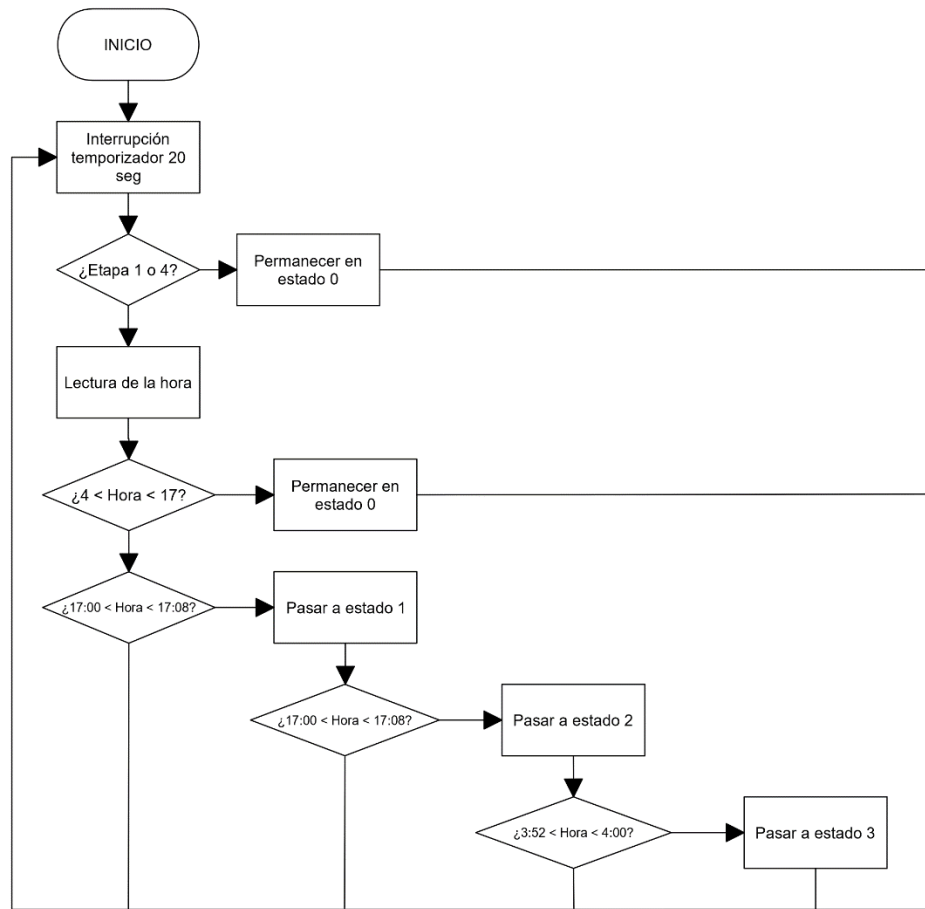 INICIO
Interrupción
temporizador 20
seg
¿Etapa 1 o 4?
Permanecer en
estado 0
Lectura de la hora
¿4 < Hora < 17?
Permanecer en
estado 0
¿17:00 < Hora < 17:08?
Pasar a estado 1
¿17:00 < Hora < 17:08?
Pasar a estado 2
¿3:52 < Hora < 4:00?
Pasar a estado 3